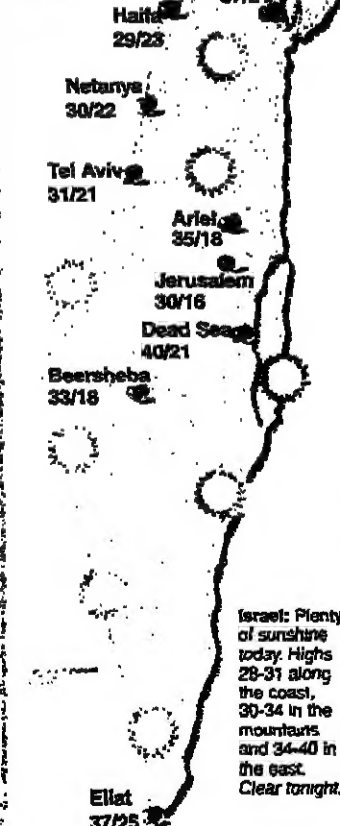 Haifa
29/23
Netanya
30/22
Tel Aviv
31/21
Ariel
35/18
Jerusalem
30/16
Dead Sea
40/21
Beersheba
33/18
Israel: Plenty
of sunshine
today. Highs
28-31 along
the coast,
30-34 in the
mountains
and 34-40 in
the east.
Clear tonight.
Eliat
37/25